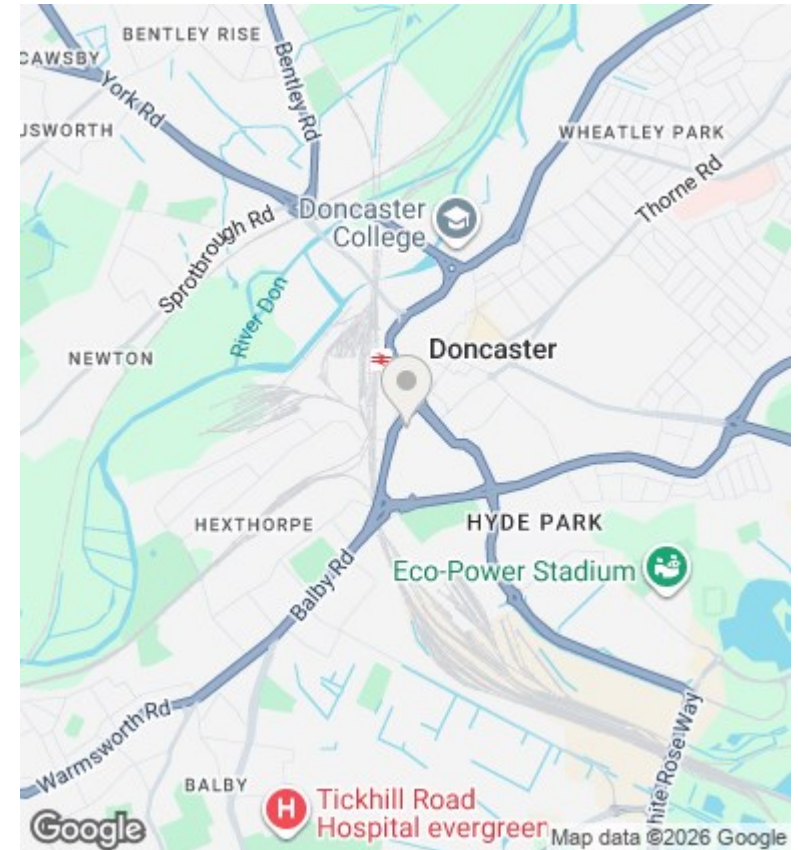 BENTLEY RISE
CAWSBY
York Rd
Bentley Rd
USWORTH
WHEATLEY PARK
Thorne Rd
Doncaster
College
Sprotbrough Rd
River Don
Doncaster
NEWTON
HEXTHORPE
HYDE PARK
Eco-Power Stadium
Balby Rd
Warmsworth Rd
hite Rose Way
BALBY
H
Tickhill Road
Hospital evergreen
Google
Map data ©2026 Google